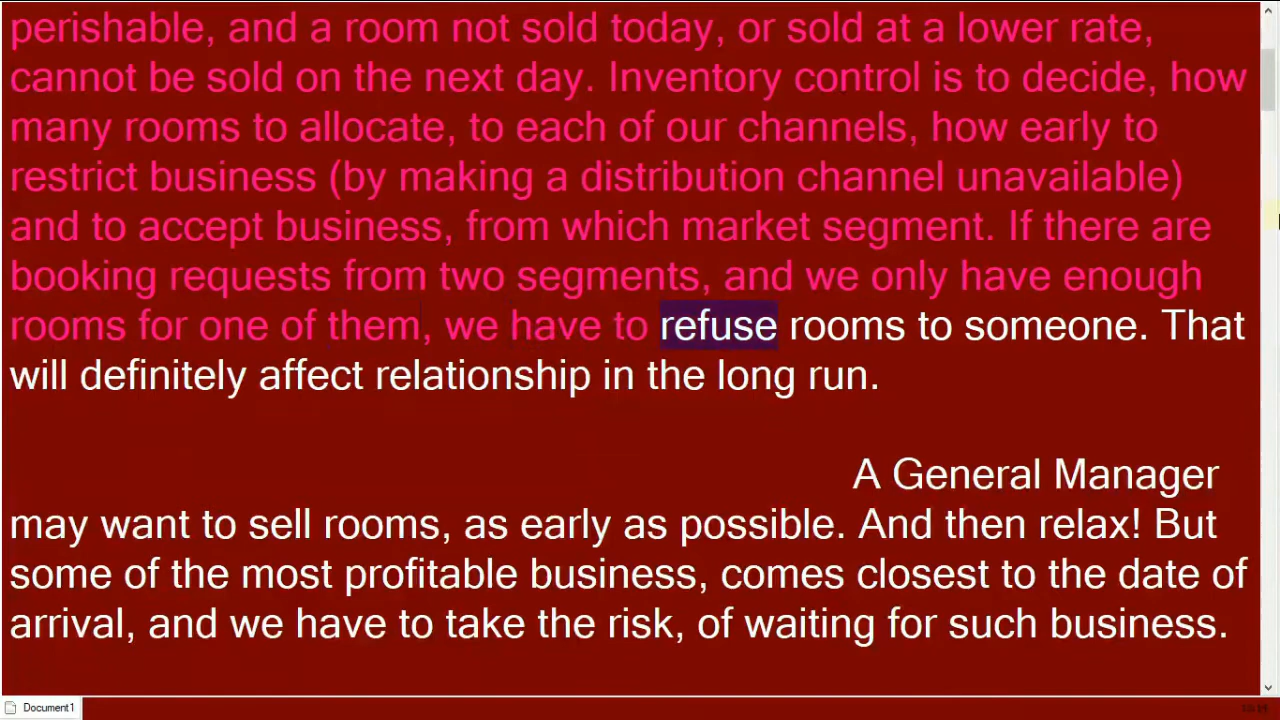 perishable, and a room not sold today, or sold at a lower rate,
cannot be sold on the next day. Inventory control is to decide, how
many rooms to allocate, to each of our channels, how early to
restrict business (by making a distribution channel unavailable)
and to accept business, from which market segment. If there are
booking requests from two segments, and we only have enough
rooms for one of them, we have to refuse rooms to someone. That
will definitely affect relationship in the long run.
A General Manager
may want to sell rooms, as early as possible. And then relax! But
some of the most profitable business, comes closest to the date of
arrival, and we have to take the risk, of waiting for such business.
Document1